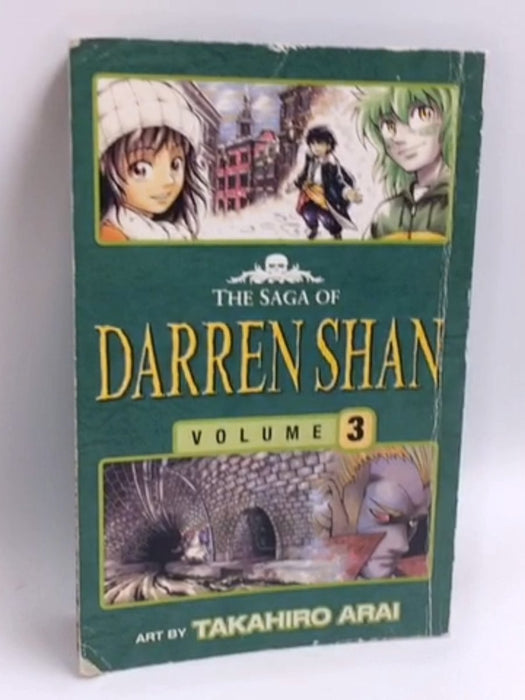 THE SAGA OF
DARREN SHAN
VOLUME 3
ART BY TAKAHIRO ARAI